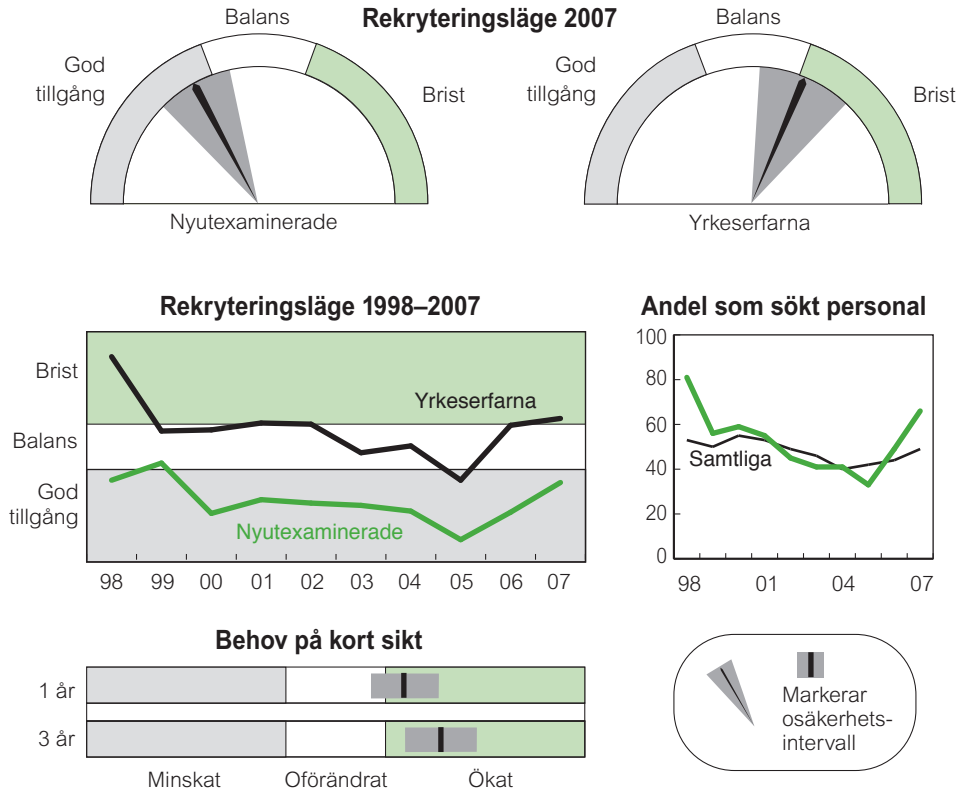 Rekryteringsläge 2007
Balans
God
tillgång
Brist
Nyutexaminerade
Balans
God
tillgång
Brist
Yrkeserfarna
Rekryteringsläge 1998–2007
Brist
Balans
God
tillgång
Yrkeserfarna
Nyutexaminerade
98 99 00 01 02 03 04 05 06 07
Andel som sökt personal
100
80
60
40
20
0
Samtliga
98 01 04 07
Behov på kort sikt
1 år
3 år
Minskat Oförändrat Ökat
Markerar
osäkerhets-
intervall